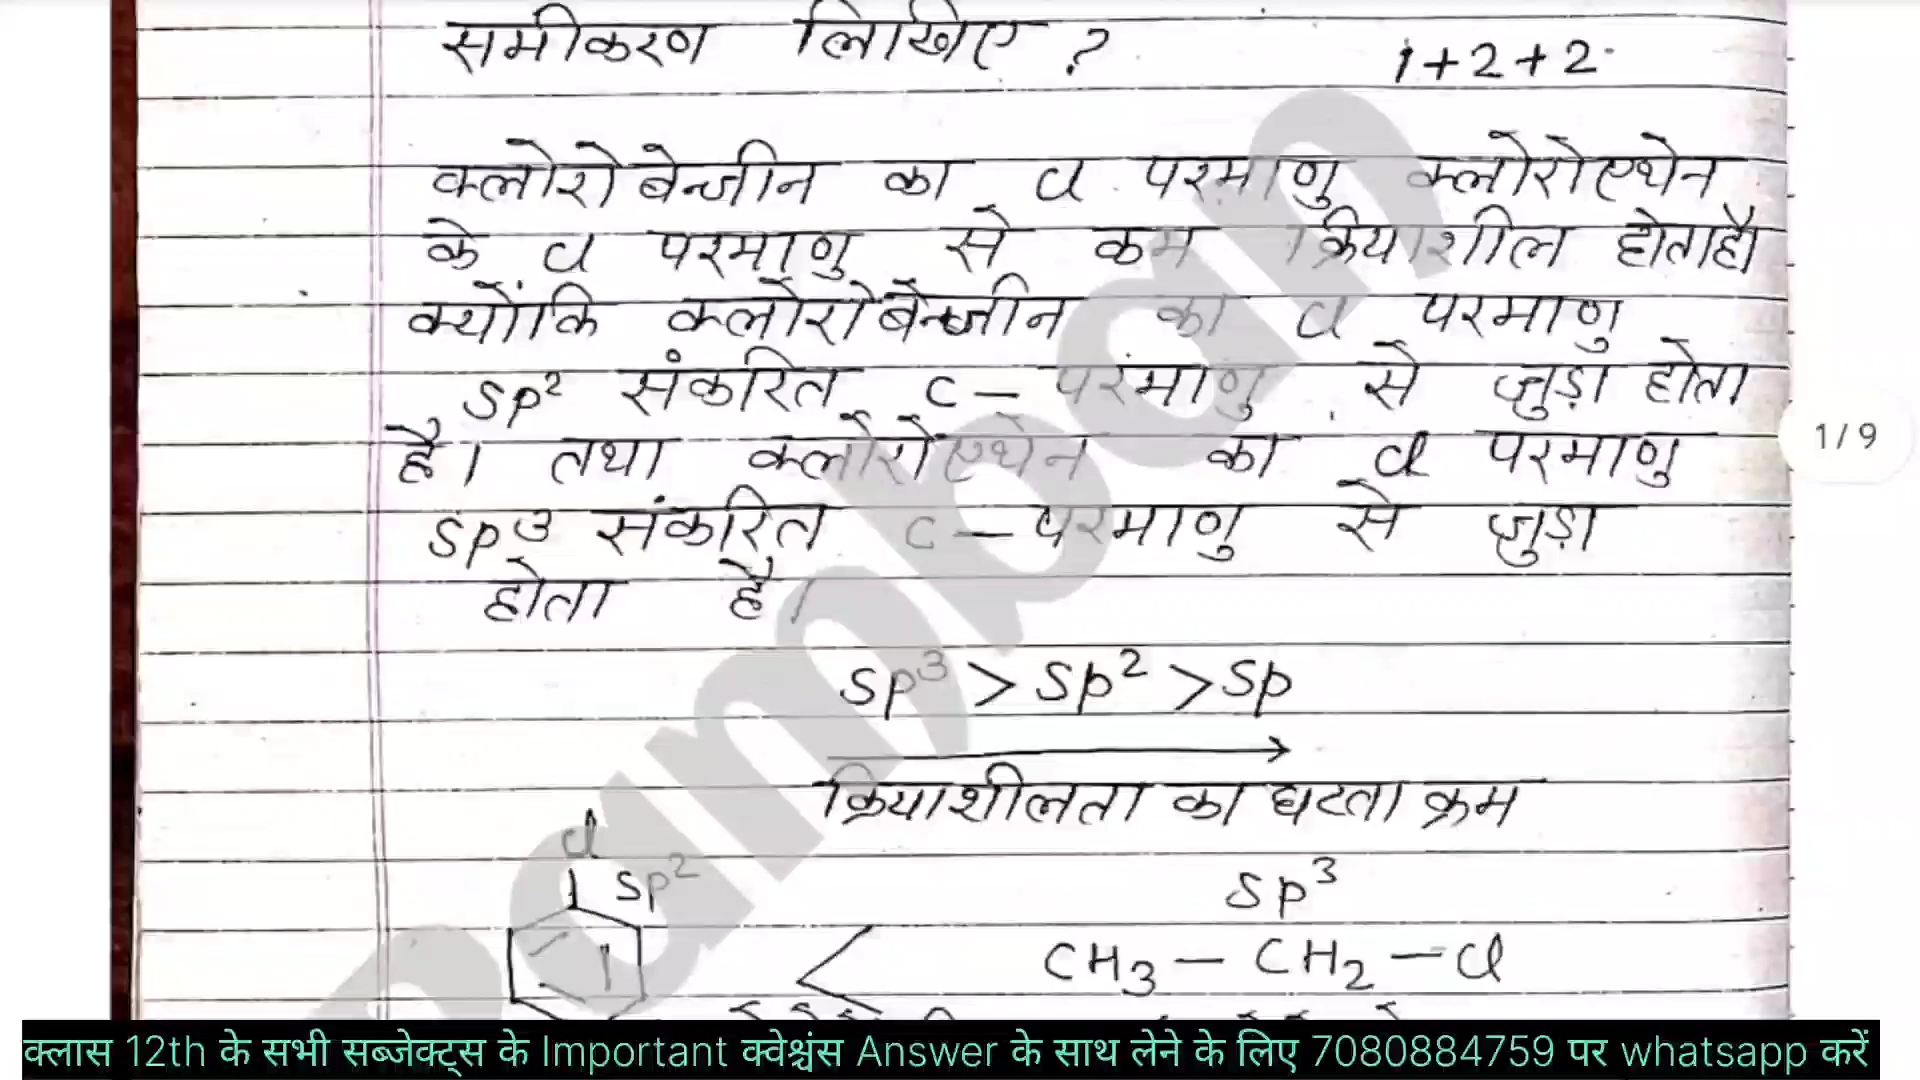 समीकरण लिखिए ?
1+2+2
क्लोरोबेन्जीन का Cl परमाणु क्लोरोएथेन
के Cl परमाणु से कम क्रियाशील होता है।
क्योंकि क्लोरोबेन्जीन का Cl परमाणु
sp² संकरित C – परमाणु से जुड़ा होता
है। तथा क्लोरोएथेन का Cl परमाणु
sp3 संकरित C – परमाणु से जुड़ा
होता है।
sp³ > sp² > sp
क्रियाशीलता का घटता क्रम
Cl
sp²
sp³
<
CH₃ – CH₂ – Cl
1 / 9
क्लास 12th के सभी सब्जेक्ट्स के Important क्वेश्चंस Answer के साथ लेने के लिए 7080884759 पर whatsapp करें